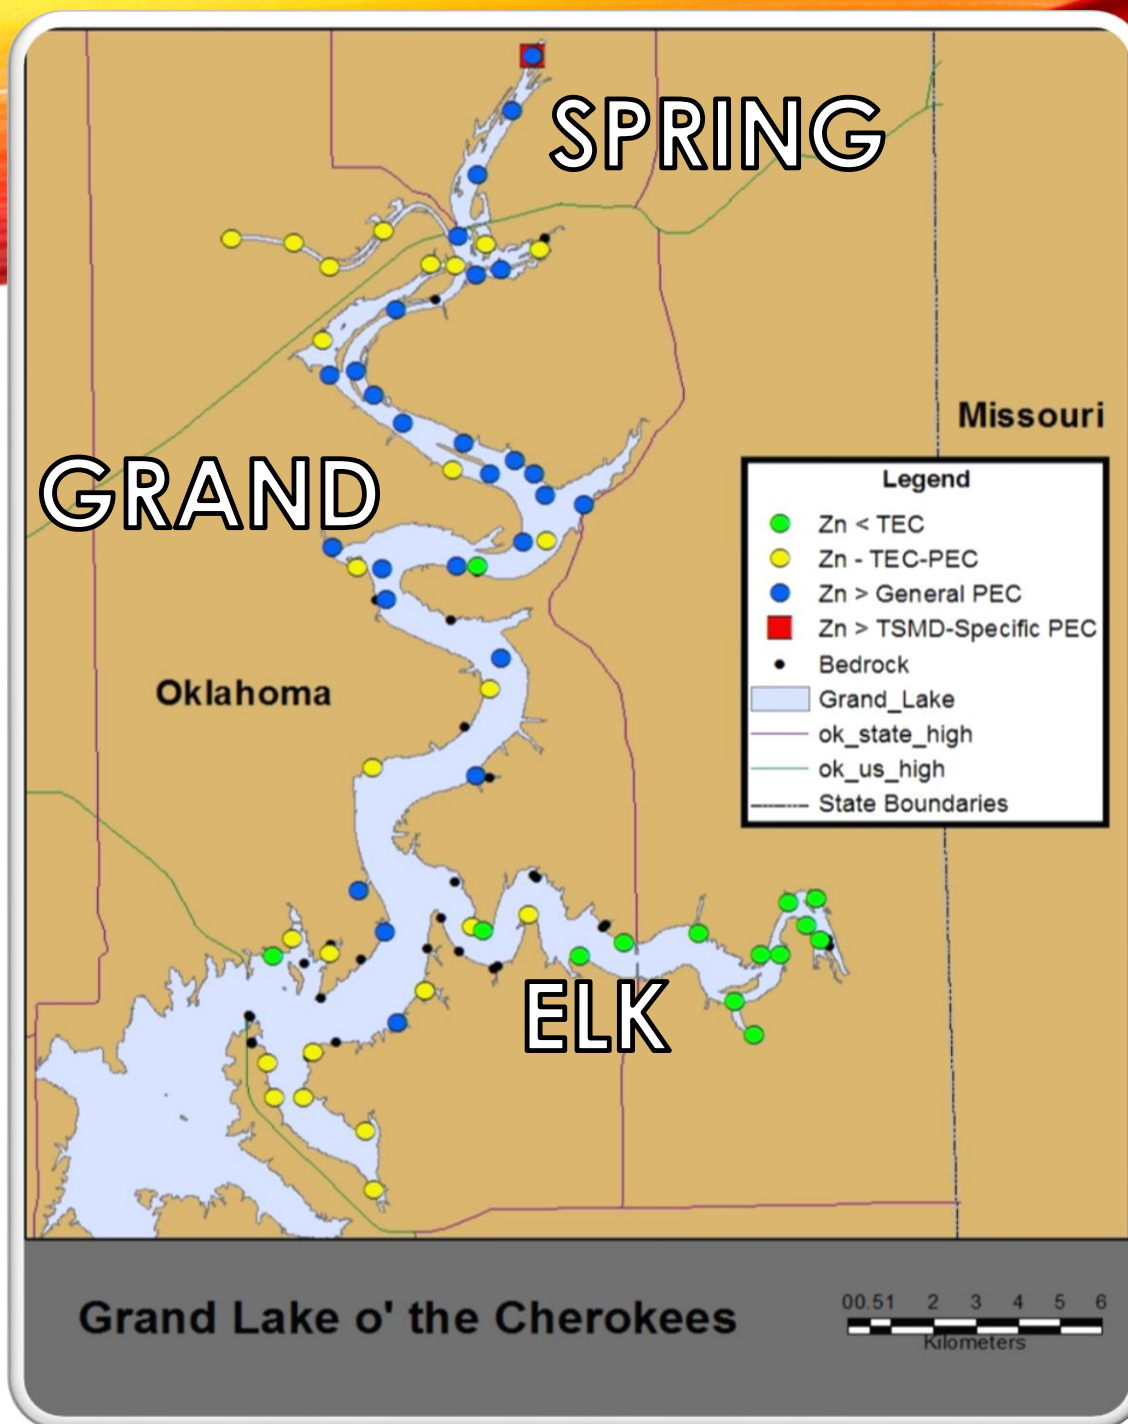 SPRING
Missouri
GRAND
Legend
Zn < TEC
Zn - TEC-PEC
Zn > General PEC
Zn > TSMD-Specific PEC
Bedrock
Grand_Lake
ok_state_high
ok_us_high
State Boundaries
Oklahoma
ELK
Grand Lake o' the Cherokees
00.51 2 3 4 5 6
Kilometers